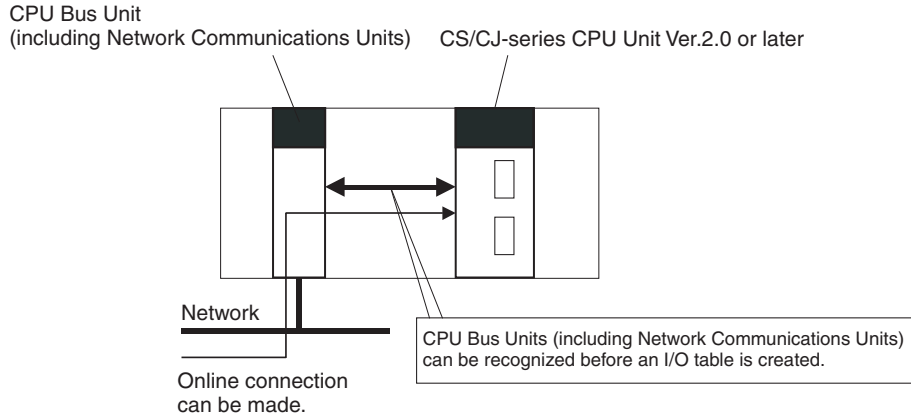 CPU Bus Unit
(including Network Communications Units)
CS/CJ-series CPU Unit Ver.2.0 or later
Network
CPU Bus Units (including Network Communications Units)
can be recognized before an I/O table is created.
Online connection
can be made.